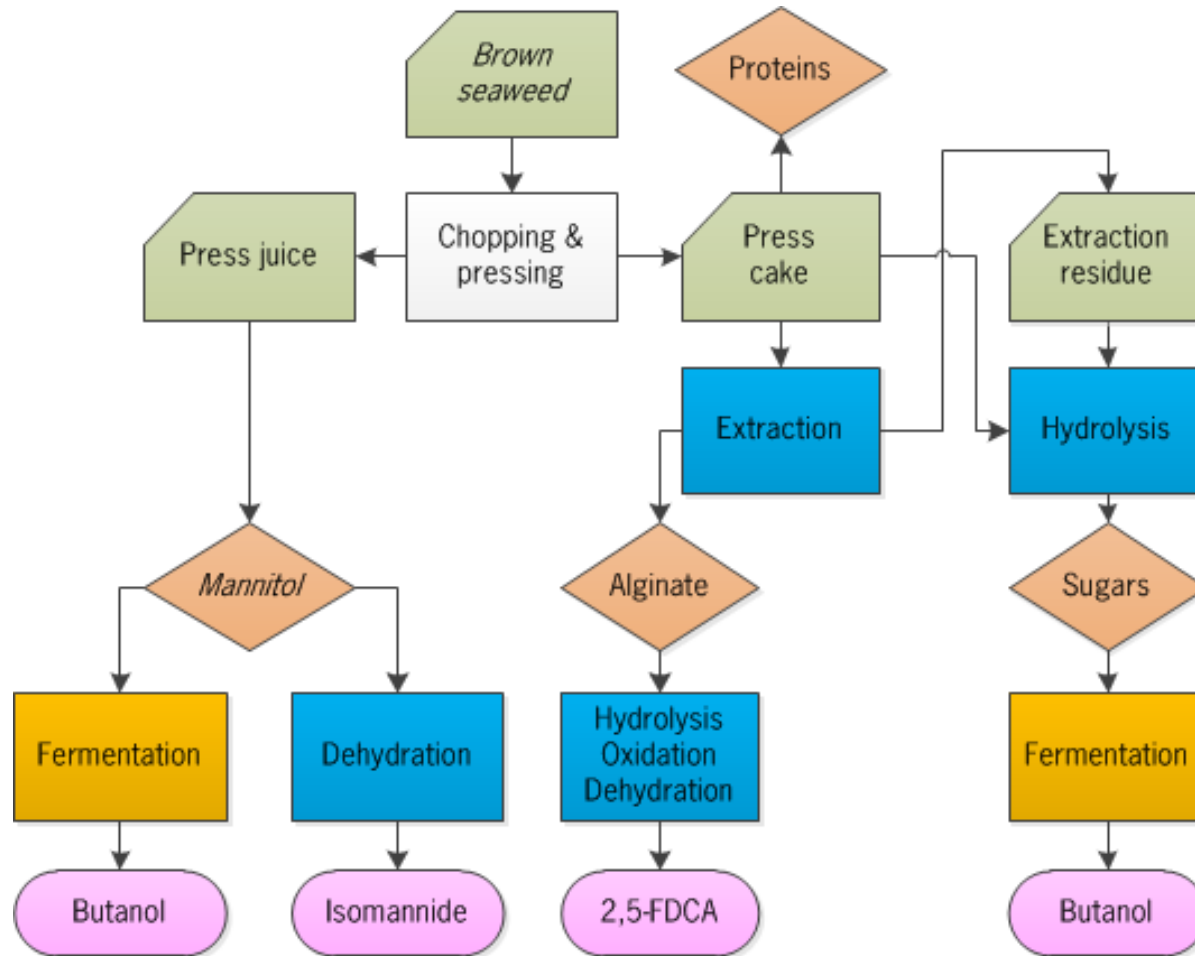 Brown
seaweed
Proteins
Press juice
Chopping &
pressing
Press
cake
Extraction
residue
Extraction
Hydrolysis
Mannitol
Alginate
Sugars
Fermentation
Dehydration
Hydrolysis
Oxidation
Dehydration
Fermentation
Butanol
Isomannide
2,5-FDCA
Butanol